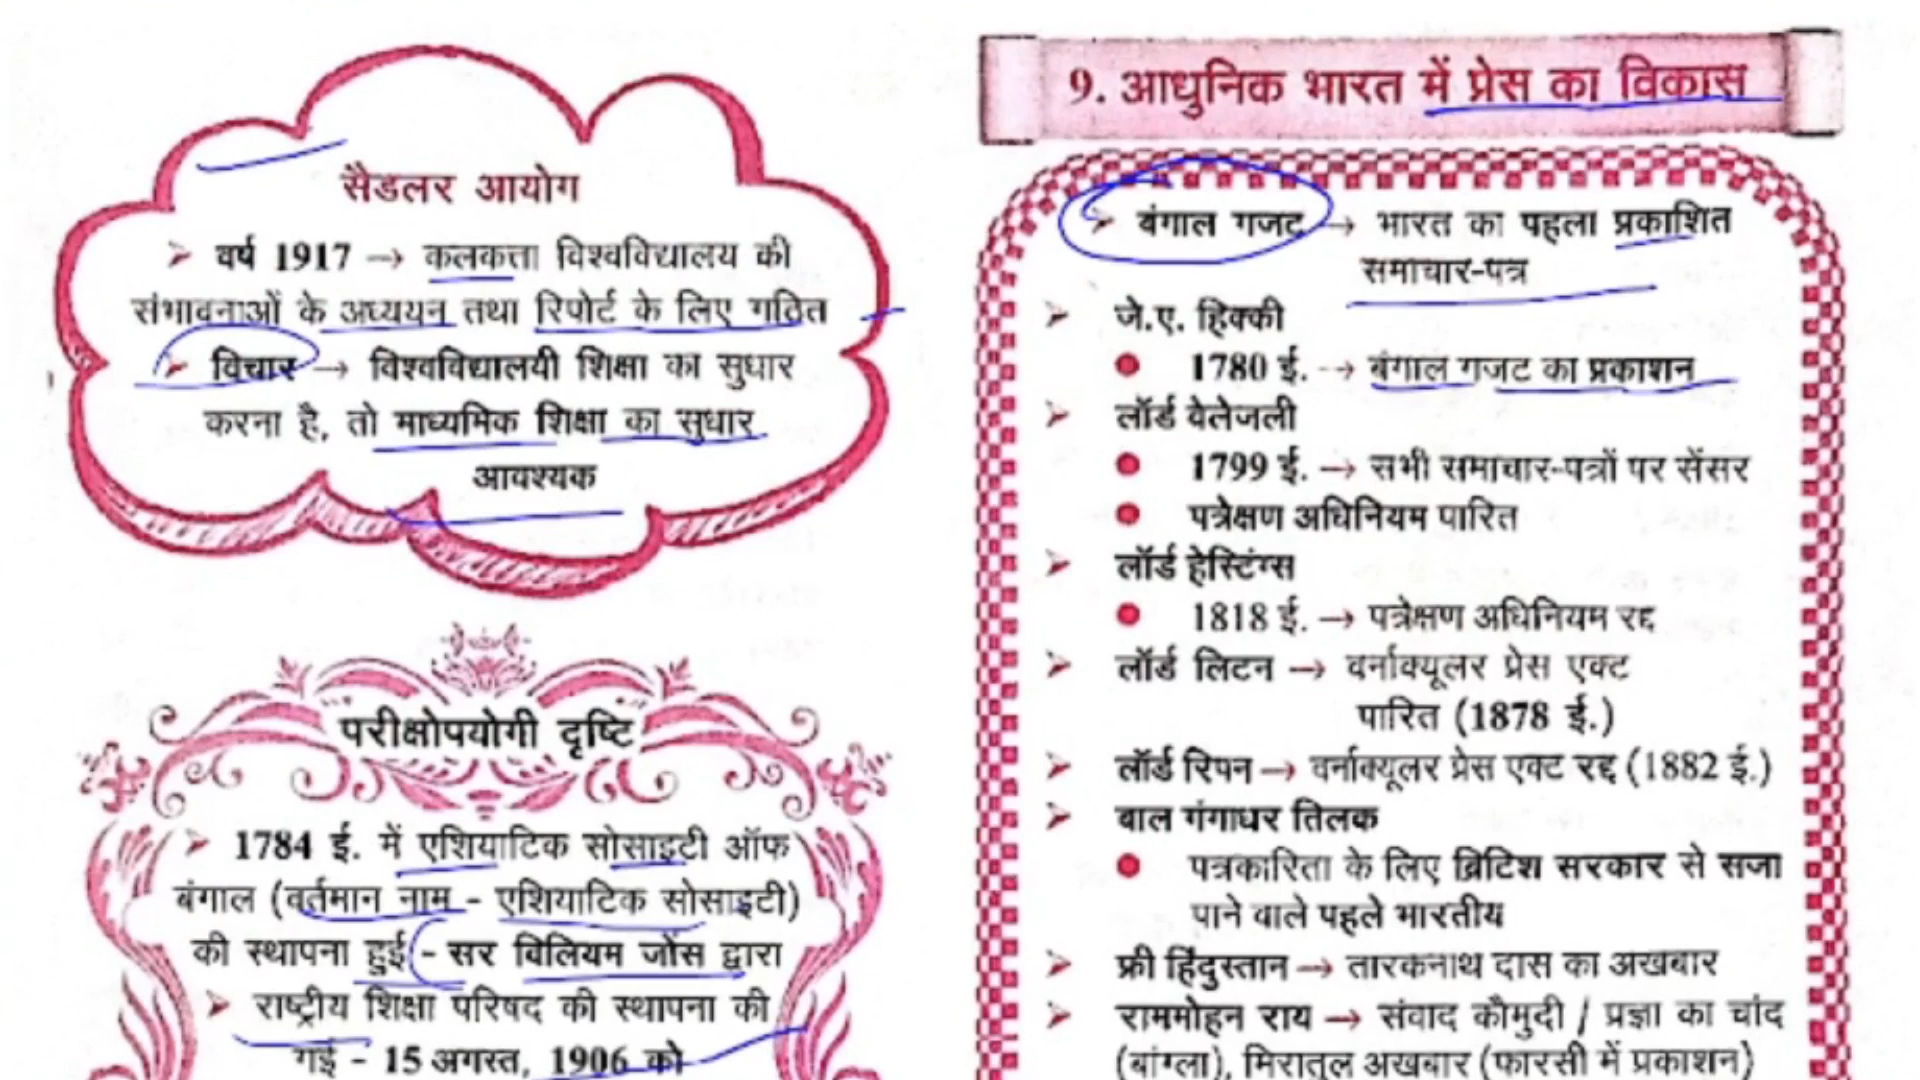 सैडलर आयोग
➢ वर्ष 1917 → कलकत्ता विश्वविद्यालय की
संभावनाओं के अध्ययन तथा रिपोर्ट के लिए गठित
➢ विचार → विश्वविद्यालयी शिक्षा का सुधार
करना है, तो माध्यमिक शिक्षा का सुधार
आवश्यक
परीक्षोपयोगी दृष्टि
➢ 1784 ई. में एशियाटिक सोसाइटी ऑफ
बंगाल (वर्तमान नाम - एशियाटिक सोसाइटी)
की स्थापना हुई - सर विलियम जोंस द्वारा
➢ राष्ट्रीय शिक्षा परिषद की स्थापना की
गई - 15 अगस्त, 1906 को
9. आधुनिक भारत में प्रेस का विकास
➢ बंगाल गजट → भारत का पहला प्रकाशित
समाचार-पत्र
➢ जे.ए. हिक्की
● 1780 ई. → बंगाल गजट का प्रकाशन
➢ लॉर्ड वेलेजली
● 1799 ई. → सभी समाचार-पत्रों पर सेंसर
● पत्रेक्षण अधिनियम पारित
➢ लॉर्ड हेस्टिंग्स
● 1818 ई. → पत्रेक्षण अधिनियम रद्द
➢ लॉर्ड लिटन → वर्नाक्यूलर प्रेस एक्ट
पारित (1878 ई.)
➢ लॉर्ड रिपन → वर्नाक्यूलर प्रेस एक्ट रद्द (1882 ई.)
➢ बाल गंगाधर तिलक
● पत्रकारिता के लिए ब्रिटिश सरकार से सजा
पाने वाले पहले भारतीय
➢ फ्री हिंदुस्तान → तारकनाथ दास का अखबार
➢ राममोहन राय → संवाद कौमुदी / प्रज्ञा का चांद
(बांग्ला), मिरातुल अखबार (फारसी में प्रकाशन)